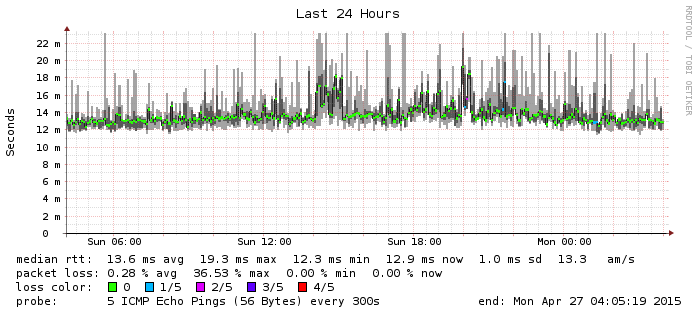 Last 24 Hours
RRDTOOL / TOBI OETIKER
Seconds
22 m
20 m
18 m
16 m
14 m
12 m
10 m
8 m
6 m
4 m
2 m
0
Sun 06:00 Sun 12:00 Sun 18:00 Mon 00:00
median rtt: 13.6 ms avg 19.3 ms max 12.3 ms min 12.9 ms now 1.0 ms sd 13.3 am/s
packet loss: 0.28 % avg 36.53 % max 0.00 % min 0.00 % now
loss color: 0 1/5 2/5 3/5 4/5
probe: 5 ICMP Echo Pings (56 Bytes) every 300s end: Mon Apr 27 04:05:19 2015